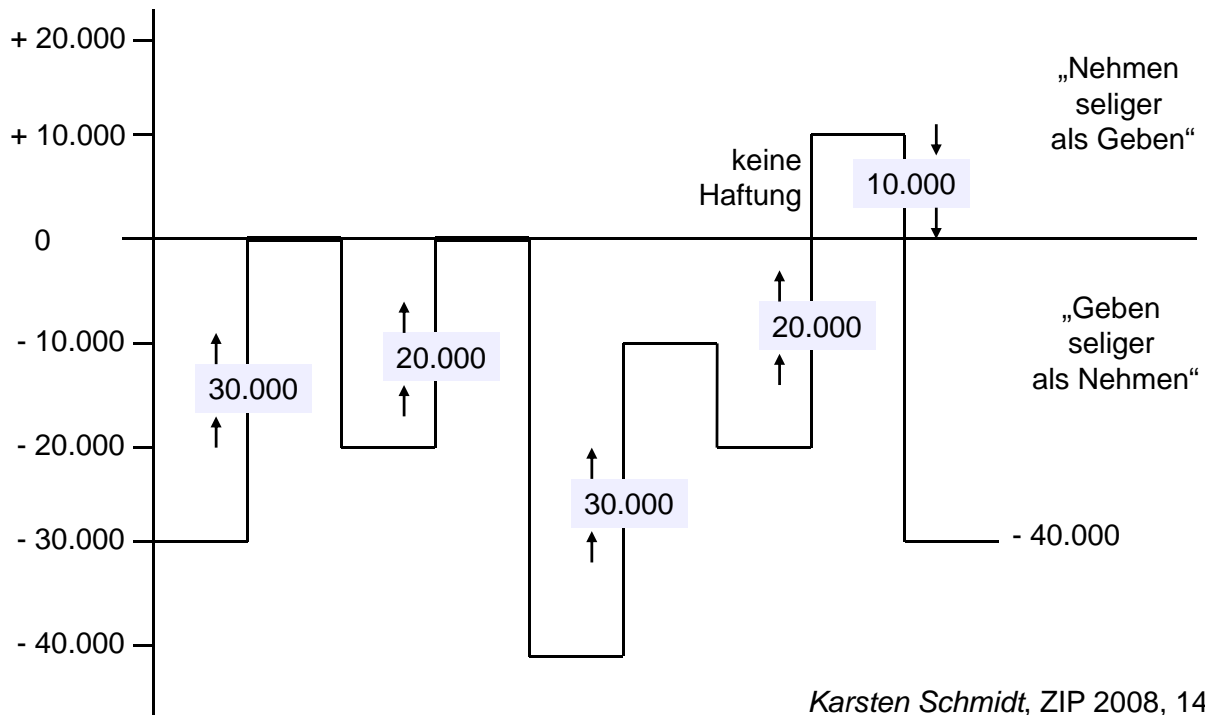 + 20.000
„Nehmen
seliger
als Geben“
+ 10.000
keine
Haftung
10.000
0
„Geben
seliger
als Nehmen“
- 10.000
20.000
20.000
30.000
- 20.000
30.000
- 30.000
- 40.000
- 40.000
Karsten Schmidt, ZIP 2008, 14